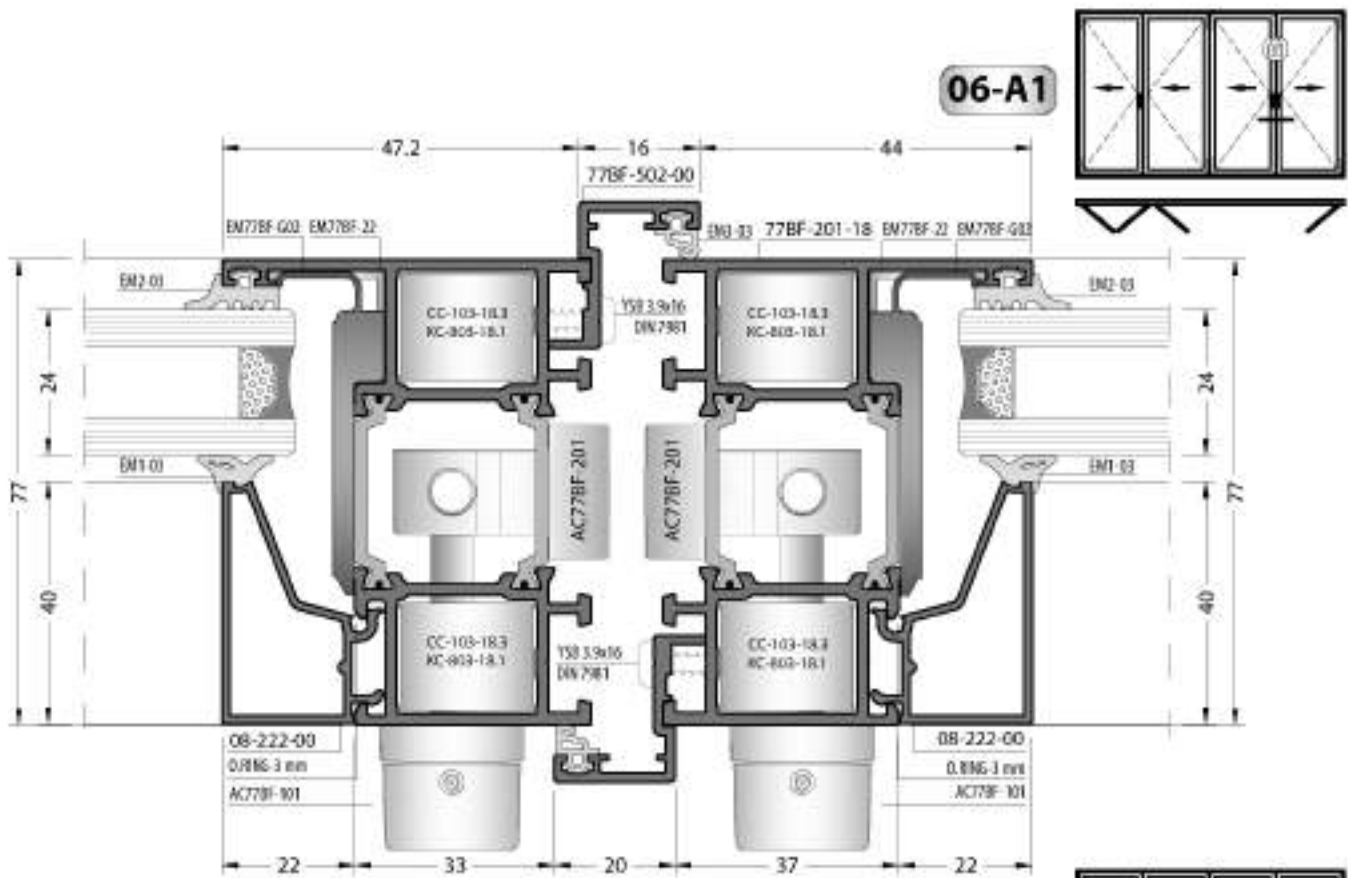 06-A1
47.2
16
44
77BF-502-00
EM77BF-G02
EM77BF-22
EM3-03
77BF-201-18
EM77BF-22
EM77BF-G02
EM2-03
EM2-03
CC-103-18.3
KC-803-18.1
YSB 3.9x16
DIN 7981
CC-103-18.3
KC-803-18.1
24
24
AC77BF-201
AC77BF-201
EM1-03
EM1-03
77
77
40
40
CC-103-18.3
KC-803-18.1
YSB 3.9x16
DIN 7981
CC-103-18.3
KC-803-18.1
08-222-00
O.RING-3 mm
AC77BF-101
08-222-00
O.RING-3 mm
AC77BF-101
22
33
20
37
22